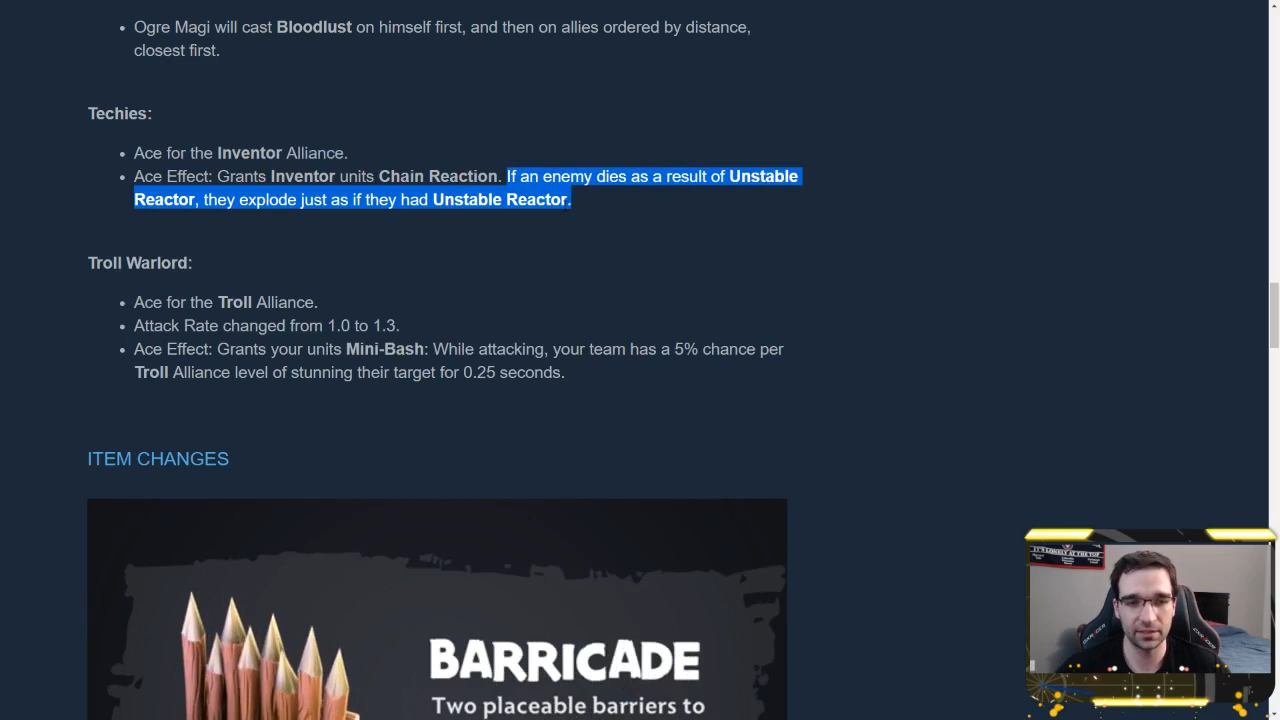 Ogre Magi will cast Bloodlust on himself first, and then on allies ordered by distance,
closest first.
Techies:
Ace for the Inventor Alliance.
Ace Effect: Grants Inventor units Chain Reaction. If an enemy dies as a result of Unstable
Reactor, they explode just as if they had Unstable Reactor.
Troll Warlord:
Ace for the Troll Alliance.
Attack Rate changed from 1.0 to 1.3.
Ace Effect: Grants your units Mini-Bash: While attacking, your team has a 5% chance per
Troll Alliance level of stunning their target for 0.25 seconds.
ITEM CHANGES
BARRICADE
Two placeable barriers to
IT'S LONELY AT THE TOP